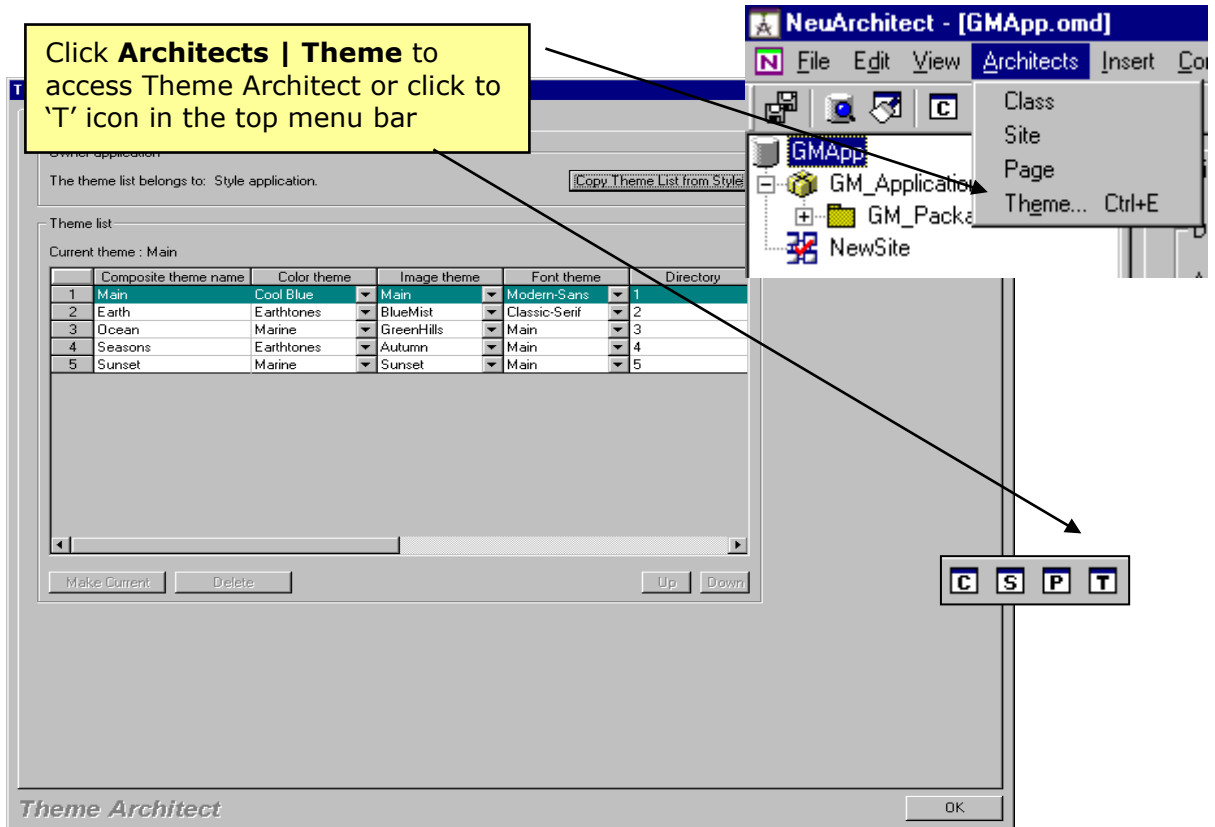 Click Architects | Theme to
access Theme Architect or click to
‘T’ icon in the top menu bar
NeuArchitect - [GMApp.omd]
File Edit View Architects Insert
Class
Site
Page
Theme... Ctrl+E
GMApp
GM_Application
NewSite
T
Owner application
The theme list belongs to: Style application.
Copy Theme List from Style
Theme list
Current theme : Main
Composite theme name Color theme Image theme Font theme Directory
1 Main Cool Blue Main Modern-Sans 1
2 Earth Earthtones BlueMist Classic-Serif 2
3 Ocean Marine GreenHills Main 3
4 Seasons Earthtones Autumn Main 4
5 Sunset Marine Sunset Main 5
Make Current Delete Up Down
C S P T
Theme Architect
OK